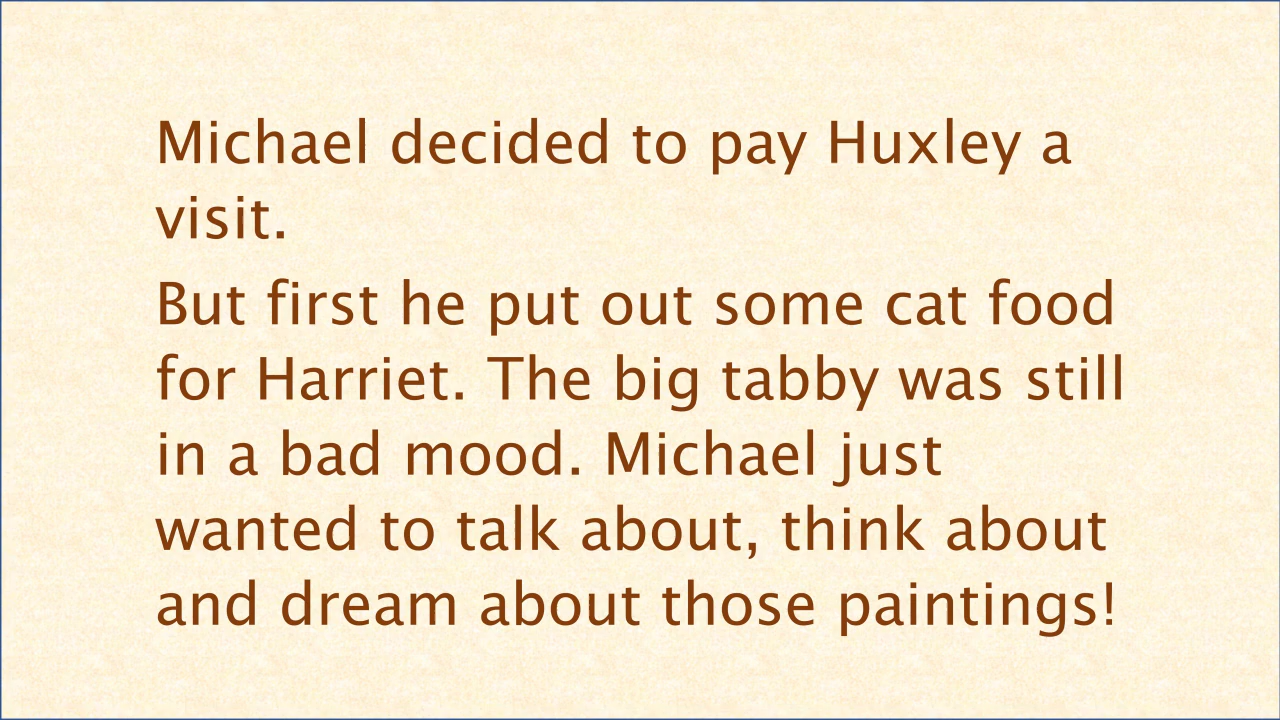 Michael decided to pay Huxley a
visit.
But first he put out some cat food
for Harriet. The big tabby was still
in a bad mood. Michael just
wanted to talk about, think about
and dream about those paintings!